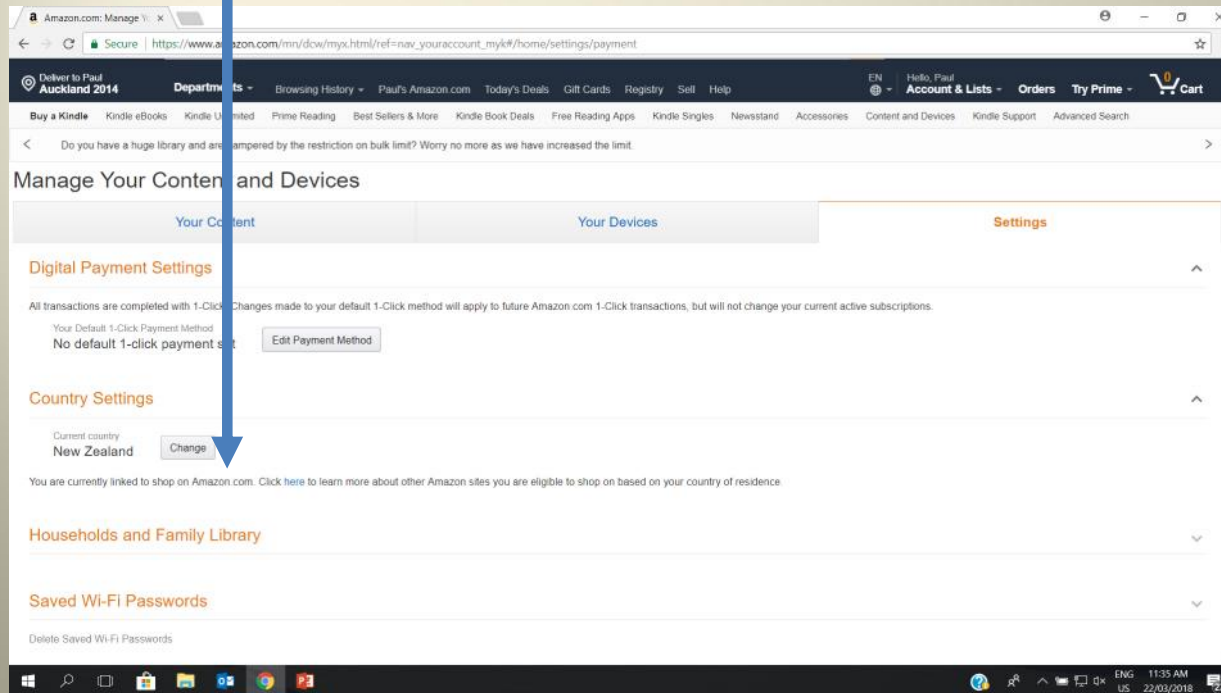 Amazon.com: Manage Yo
Secure | https://www.amazon.com/mn/dcw/myx.html/ref=nav_youraccount_myk#/home/settings/payment
Deliver to Paul
Auckland 2014
Departments
Browsing History
Paul's Amazon.com
Today's Deals
Gift Cards
Registry
Sell
Help
EN
Hello, Paul
Account & Lists
Orders
Try Prime
0
Cart
Buy a Kindle
Kindle eBooks
Kindle Unlimited
Prime Reading
Best Sellers & More
Kindle Book Deals
Free Reading Apps
Kindle Singles
Newsstand
Accessories
Content and Devices
Kindle Support
Advanced Search
Do you have a huge library and are hampered by the restriction on bulk limit? Worry no more as we have increased the limit.
Manage Your Content and Devices
Your Content
Your Devices
Settings
Digital Payment Settings
All transactions are completed with 1-Click. Changes made to your default 1-Click method will apply to future Amazon.com 1-Click transactions, but will not change your current active subscriptions.
Your Default 1-Click Payment Method
No default 1-click payment set
Edit Payment Method
Country Settings
Current country
New Zealand
Change
You are currently linked to shop on Amazon.com. Click here to learn more about other Amazon sites you are eligible to shop on based on your country of residence.
Households and Family Library
Saved Wi-Fi Passwords
Delete Saved Wi-Fi Passwords
ENG
US
11:35 AM
22/03/2018